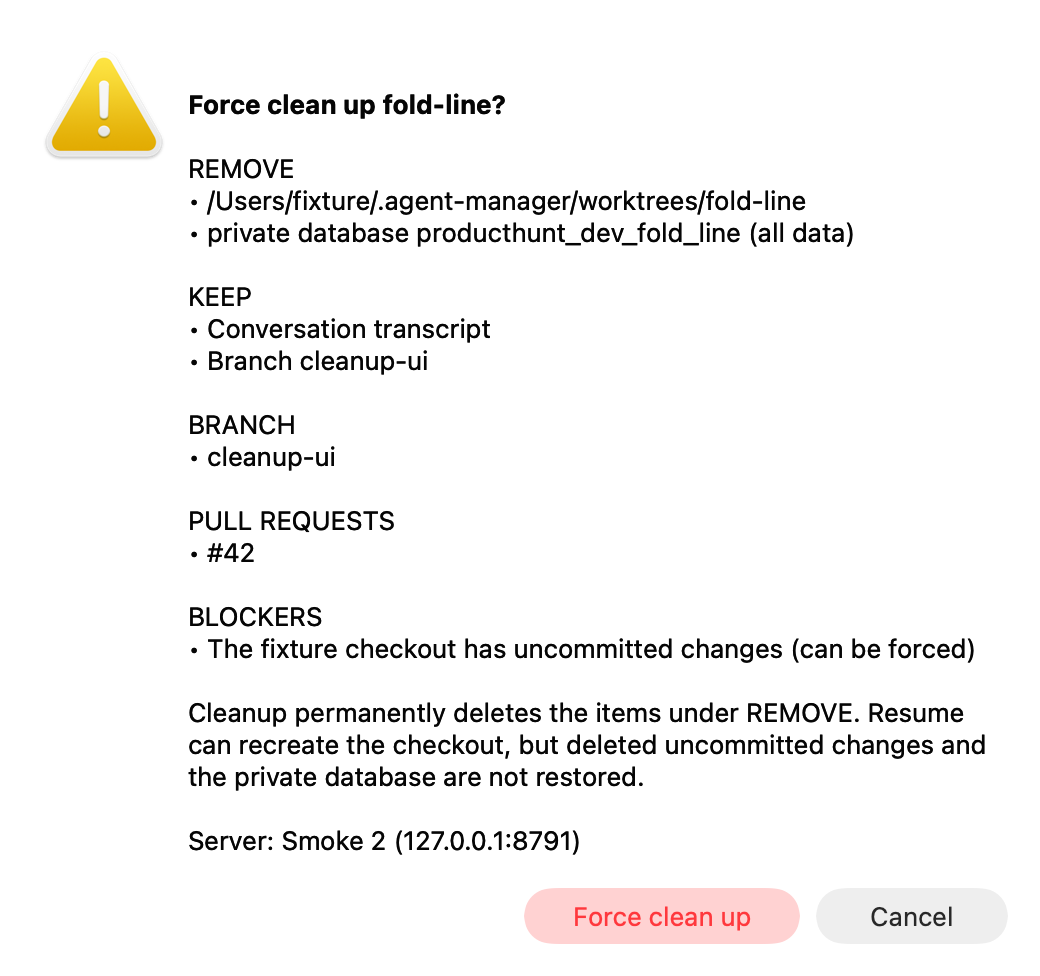 Force clean up fold-line?
REMOVE
• /Users/fixture/.agent-manager/worktrees/fold-line
• private database producthunt_dev_fold_line (all data)
KEEP
• Conversation transcript
• Branch cleanup-ui
BRANCH
• cleanup-ui
PULL REQUESTS
• #42
BLOCKERS
• The fixture checkout has uncommitted changes (can be forced)
Cleanup permanently deletes the items under REMOVE. Resume
can recreate the checkout, but deleted uncommitted changes and
the private database are not restored.
Server: Smoke 2 (127.0.0.1:8791)
Force clean up
Cancel